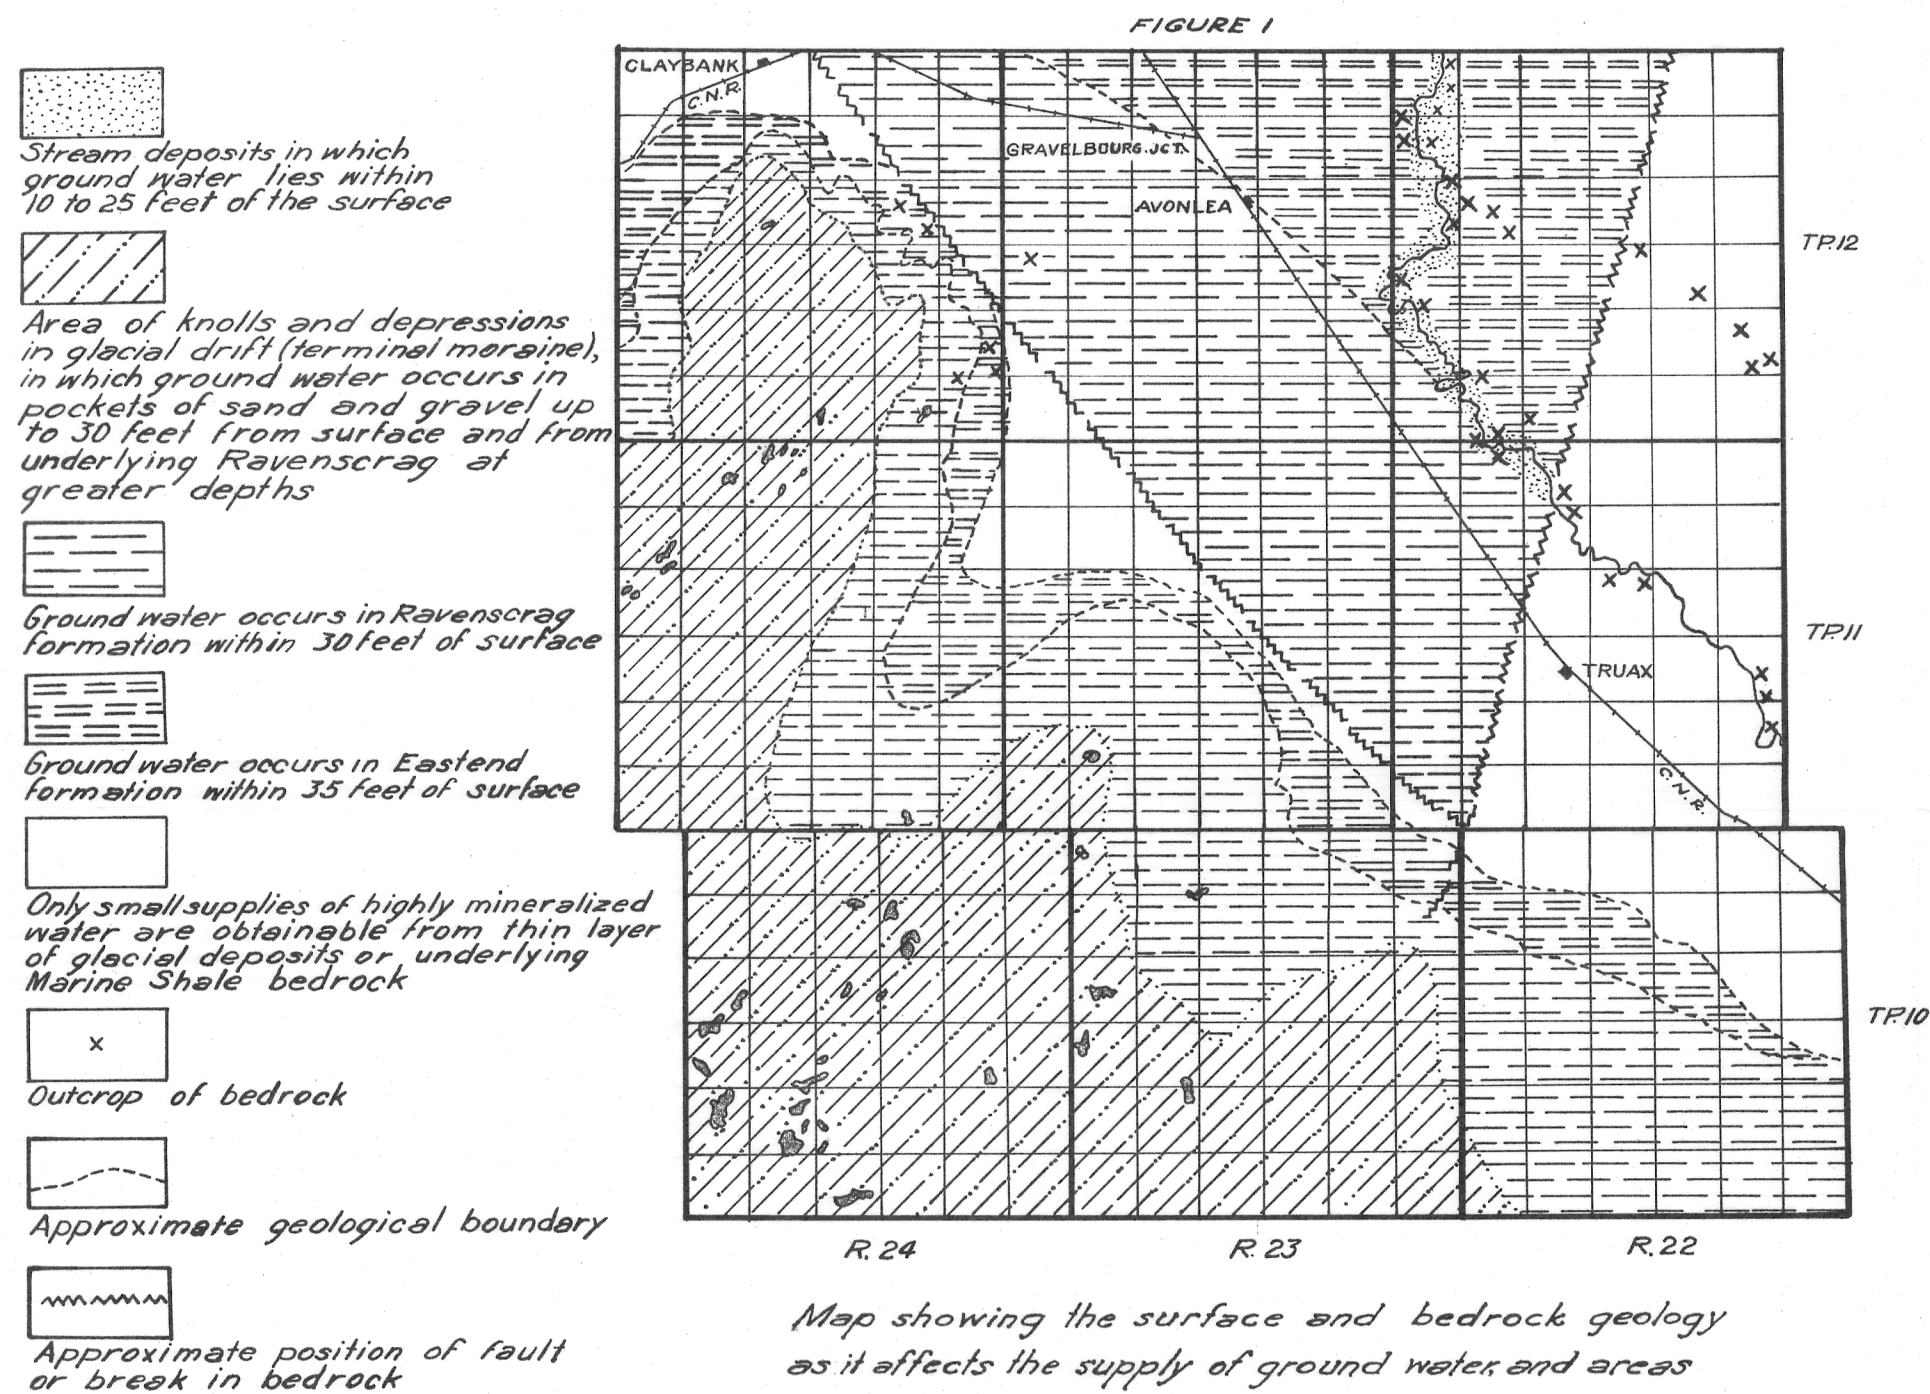 FIGURE 1
Stream deposits in which
ground water lies within
10 to 25 feet of the surface
Area of knolls and depressions
in glacial drift (terminal moraine),
in which ground water occurs in
pockets of sand and gravel up
to 30 feet from surface and from
underlying Ravenscrag at
greater depths
Ground water occurs in Ravenscrag
formation within 30 feet of surface
Ground water occurs in Eastend
formation within 35 feet of surface
Only small supplies of highly mineralized
water are obtainable from thin layer
of glacial deposits or underlying
Marine Shale bedrock
x
Outcrop of bedrock
Approximate geological boundary
Approximate position of fault
or break in bedrock
CLAYBANK
C.N.R.
GRAVELBOURG. JCT.
AVONLEA
TP.12
TP.11
TRUAX
C.N.R.
TP.10
R. 24
R. 23
R. 22
Map showing the surface and bedrock geology
as it affects the supply of ground water, and areas